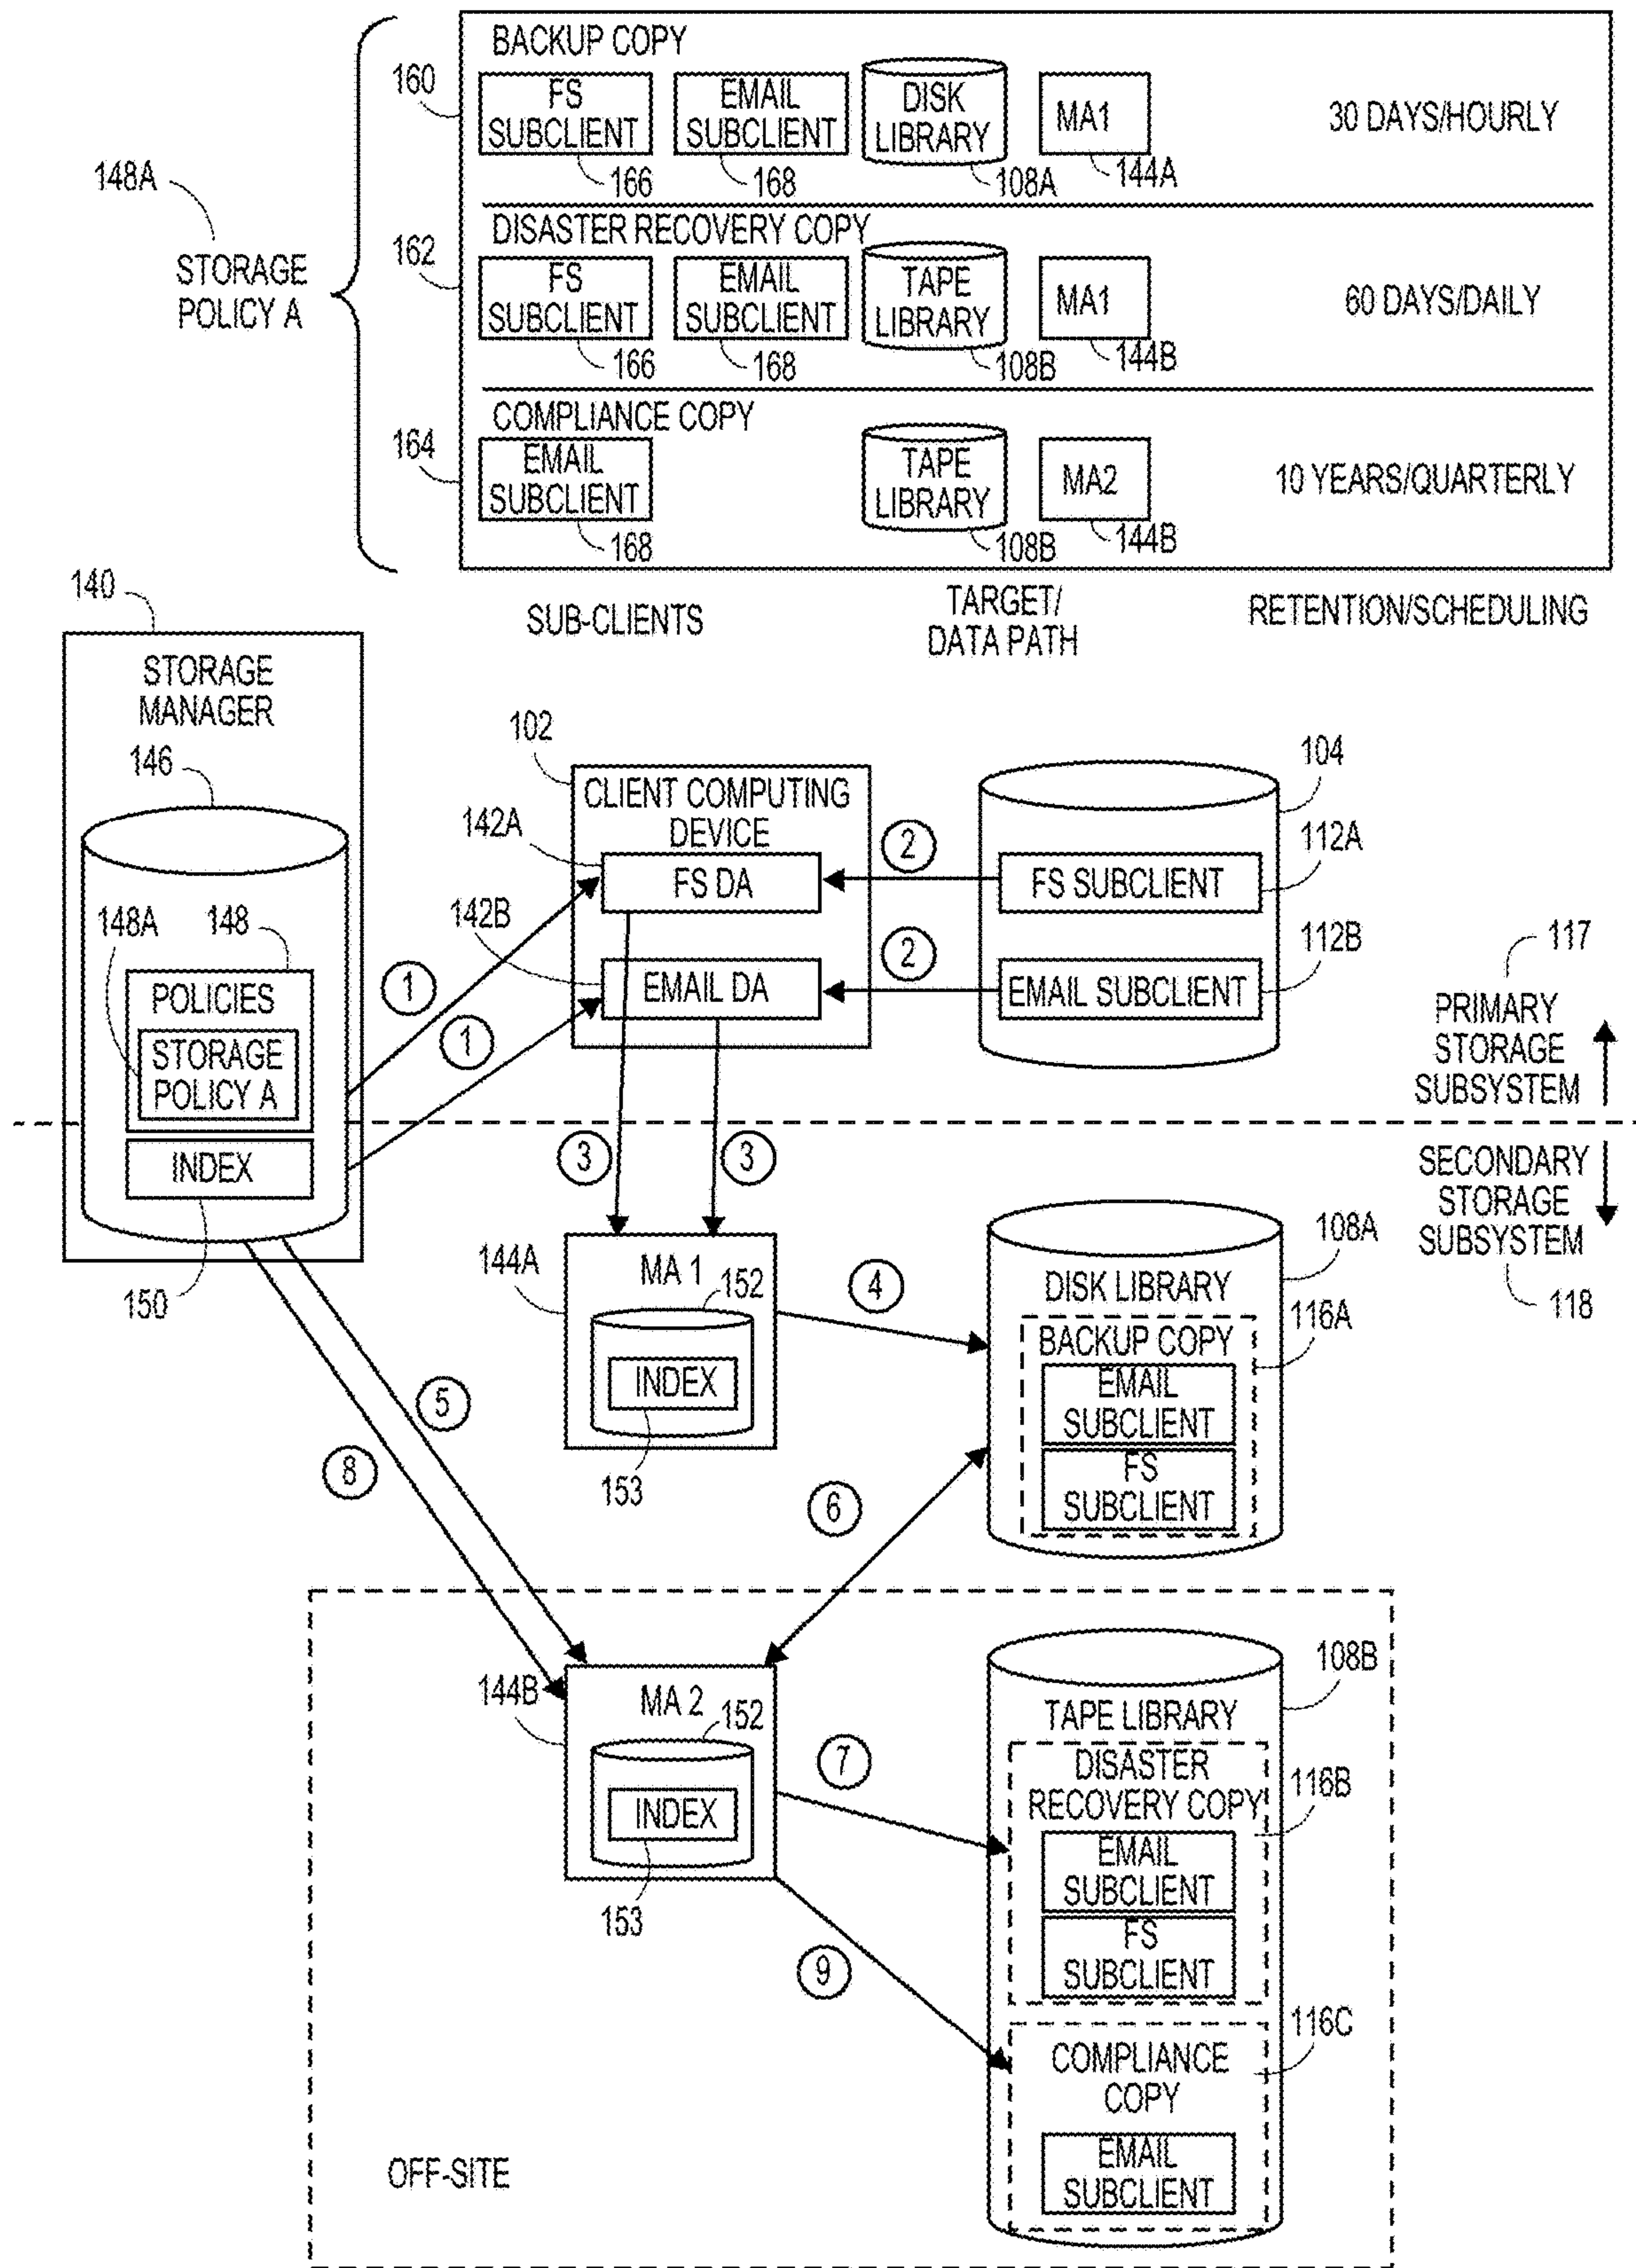 BACKUP COPY
160
FS
SUBCLIENT
166
EMAIL
SUBCLIENT
168
DISK
LIBRARY
108A
MA1
144A
30 DAYS/HOURLY
148A
STORAGE
POLICY A
DISASTER RECOVERY COPY
162
FS
SUBCLIENT
166
EMAIL
SUBCLIENT
168
TAPE
LIBRARY
108B
MA1
144B
60 DAYS/DAILY
COMPLIANCE COPY
164
EMAIL
SUBCLIENT
168
TAPE
LIBRARY
108B
MA2
144B
10 YEARS/QUARTERLY
SUB-CLIENTS
TARGET/
DATA PATH
RETENTION/SCHEDULING
140
STORAGE
MANAGER
146
148A
148
POLICIES
STORAGE
POLICY A
INDEX
150
102
CLIENT COMPUTING
DEVICE
142A
FS DA
142B
EMAIL DA
104
FS SUBCLIENT
112A
EMAIL SUBCLIENT
112B
1
1
2
2
117
PRIMARY
STORAGE
SUBSYSTEM
SECONDARY
STORAGE
SUBSYSTEM
118
3
3
144A
MA 1
152
INDEX
153
4
108A
DISK LIBRARY
116A
BACKUP COPY
EMAIL
SUBCLIENT
FS
SUBCLIENT
5
8
6
144B
MA 2
152
INDEX
153
7
9
108B
TAPE LIBRARY
DISASTER
RECOVERY COPY
116B
EMAIL
SUBCLIENT
FS
SUBCLIENT
116C
COMPLIANCE
COPY
EMAIL
SUBCLIENT
OFF-SITE